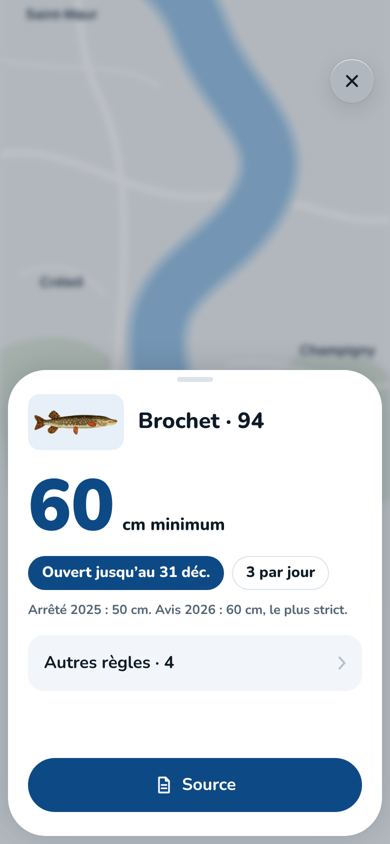 Saint-Maur
Créteil
Champigny
Brochet · 94
60 cm minimum
Ouvert jusqu’au 31 déc.
3 par jour
Arrêté 2025 : 50 cm. Avis 2026 : 60 cm, le plus strict.
Autres règles · 4
Source